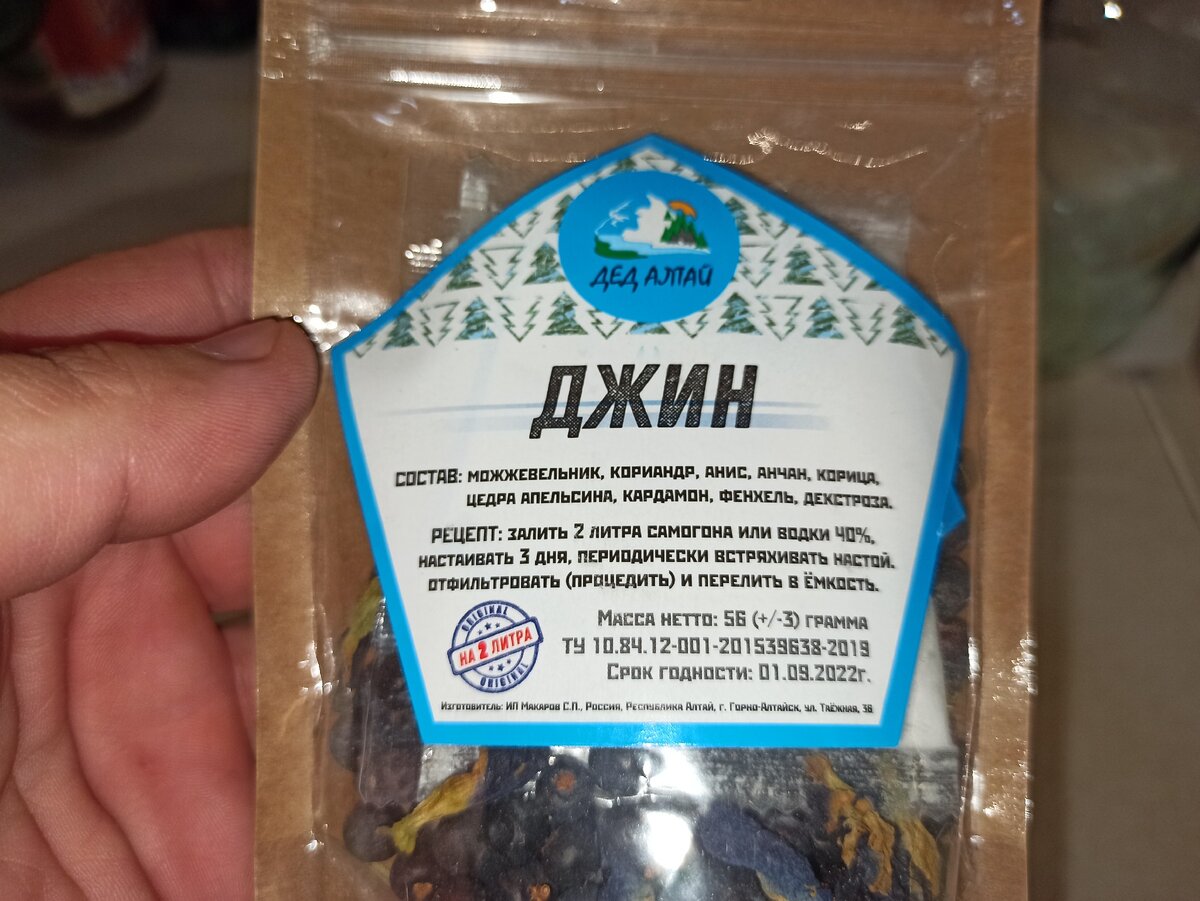 ДЕД АЛТАЙ
ДЖИН
СОСТАВ: МОЖЖЕВЕЛЬНИК, КОРИАНДР, АНИС, АНЧАН, КОРИЦА,
ЦЕДРА АПЕЛЬСИНА, КАРДАМОН, ФЕНХЕЛЬ, ДЕКСТРОЗА.
РЕЦЕПТ: ЗАЛИТЬ 2 ЛИТРА САМОГОНА ИЛИ ВОДКИ 40%,
НАСТАИВАТЬ 3 ДНЯ, ПЕРИОДИЧЕСКИ ВСТРЯХИВАТЬ НАСТОЙ.
ОТФИЛЬТРОВАТЬ (ПРОЦЕДИТЬ) И ПЕРЕЛИТЬ В ЁМКОСТЬ.
ORIGINAL
НА 2 ЛИТРА
ORIGINAL
МАССА НЕТТО: 56 (+/-3) ГРАММА
ТУ 10.84.12-001-201539638-2019
СРОК ГОДНОСТИ: 01.09.2022г.
ИЗГОТОВИТЕЛЬ: ИП МАКАРОВ С.П., РОССИЯ, РЕСПУБЛИКА АЛТАЙ, Г. ГОРНО-АЛТАЙСК, УЛ. ТАЁЖНАЯ, 38